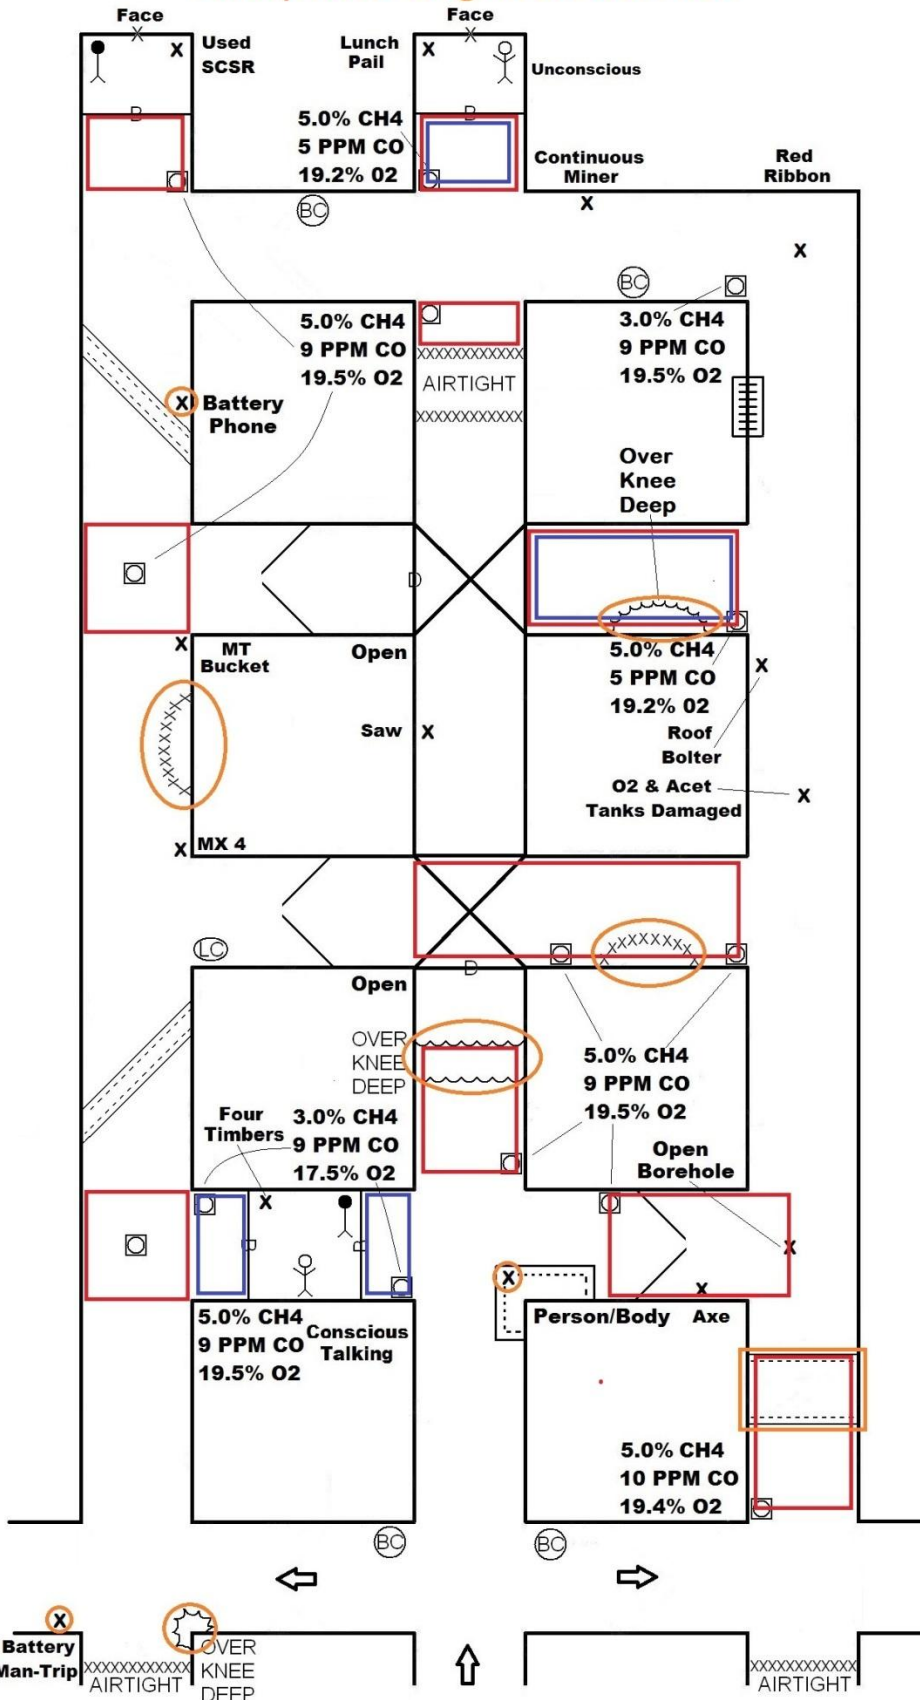 Face
Face
X
X
X
Used
SCSR
Lunch
Pail
X
Unconscious
D
D
5.0% CH4
5 PPM CO
19.2% 02
Continuous
Miner
Red
Ribbon
X
BC
X
BC
5.0% CH4
9 PPM CO
19.5% O2
3.0% CH4
9 PPM CO
19.5% O2
XXXXXXXXXXXX
AIRTIGHT
XXXXXXXXXXXX
X
Battery
Phone
Over
Knee
Deep
D
X
MT
Bucket
Open
5.0% CH4
5 PPM CO
19.2% 02
X
Saw
X
Roof
Bolter
O2 & Acet
Tanks Damaged
X
X
MX 4
LC
D
Open
OVER
KNEE
DEEP
5.0% CH4
9 PPM CO
19.5% O2
Four
Timbers
3.0% CH4
9 PPM CO
17.5% O2
Open
Borehole
X
B
B
X
X
X
5.0% CH4
9 PPM CO
19.5% O2
Conscious
Talking
Person/Body
Axe
5.0% CH4
10 PPM CO
19.4% O2
BC
BC
X
Battery
Man-Trip
XXXXXXXXXXXX
AIRTIGHT
OVER
KNEE
DEEP
XXXXXXXXXXXX
AIRTIGHT